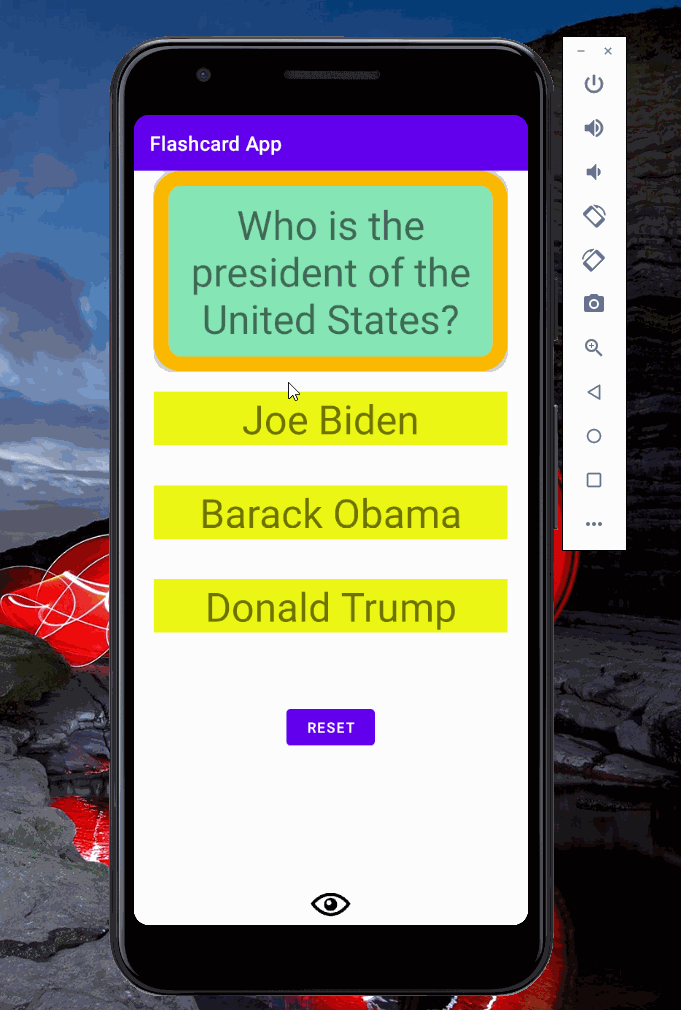 Flashcard App
Who is the
president of the
United States?
Joe Biden
Barack Obama
Donald Trump
RESET